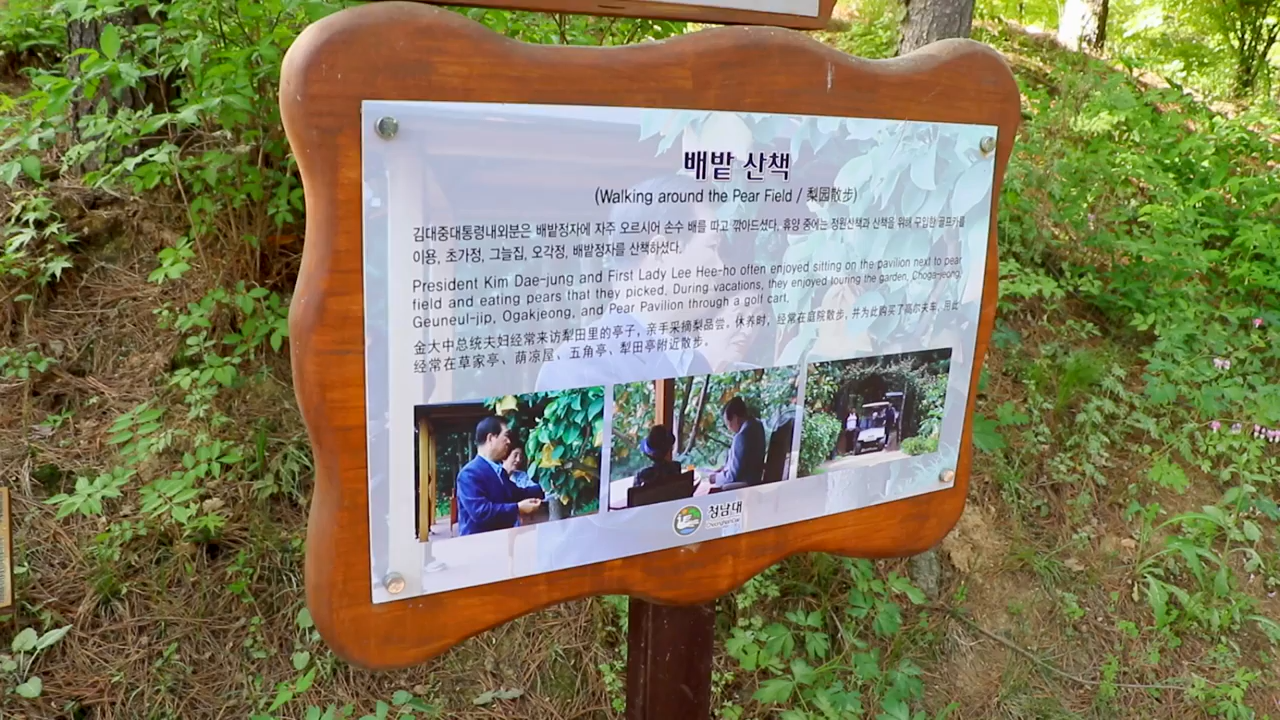 배밭 산책
(Walking around the Pear Field / 梨园散步)
김대중대통령내외분은 배밭정자에 자주 오르시어 손수 배를 따고 깎아드셨다. 휴양 중에는 정원산책과 산책을 위해 구입한 골프카를
이용, 초가정, 그늘집, 오각정, 배밭정자를 산책하셨다.
President Kim Dae-jung and First Lady Lee Hee-ho often enjoyed sitting on the pavilion next to pear
field and eating pears that they picked. During vacations, they enjoyed touring the garden, Choga-jeong,
Geuneul-jip, Ogakjeong, and Pear Pavilion through a golf cart.
金大中总统夫妇经常来访犁田里的亭子，亲手采摘梨品尝。休养时，经常在庭院散步，并为此购买了高尔夫车，用此
经常在草家亭、荫凉屋、五角亭、犁田亭附近散步。
청남대